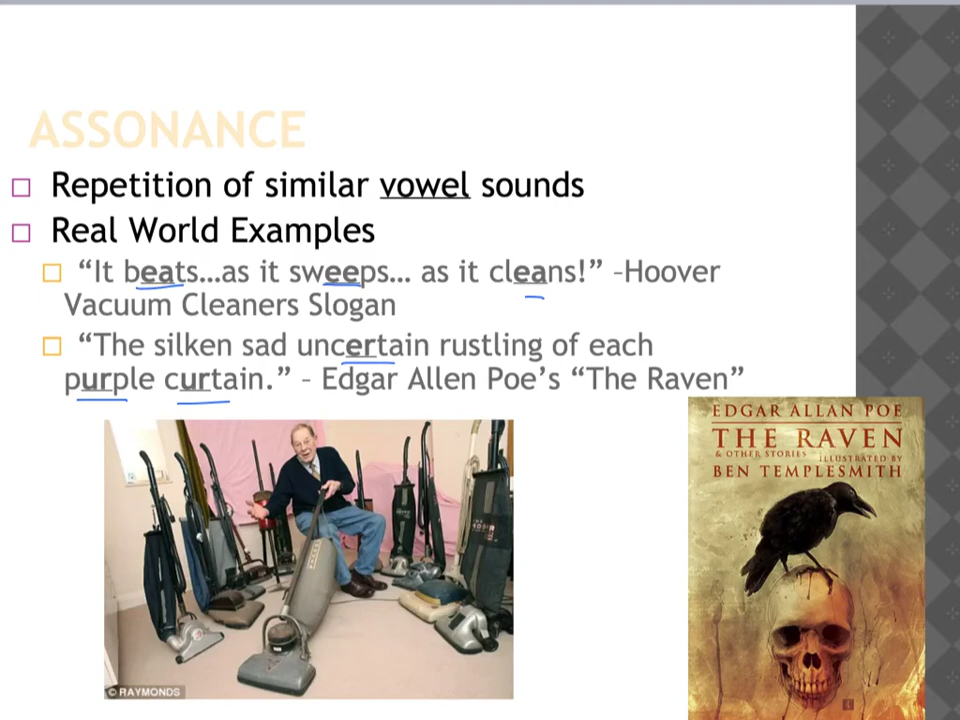 ASSONANCE
Repetition of similar vowel sounds
Real World Examples
“It beats…as it sweeps… as it cleans!” –Hoover
Vacuum Cleaners Slogan
“The silken sad uncertain rustling of each
purple curtain.” – Edgar Allen Poe’s “The Raven”
EDGAR ALLAN POE
THE RAVEN
& OTHER STORIES ILLUSTRATED BY
BEN TEMPLESMITH
© RAYMONDS